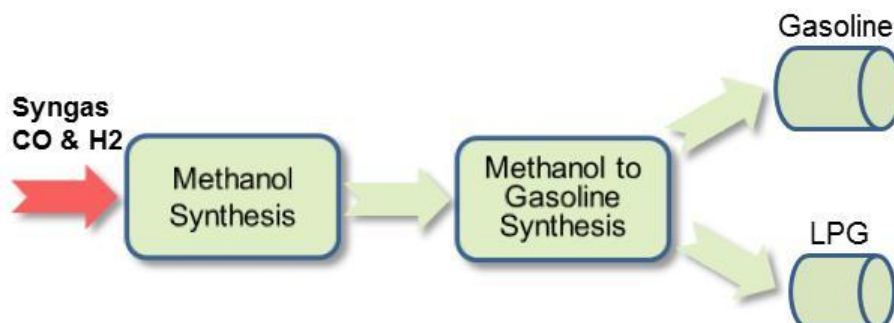 Syngas
CO & H2
Methanol
Synthesis
Methanol to
Gasoline
Synthesis
Gasoline
LPG